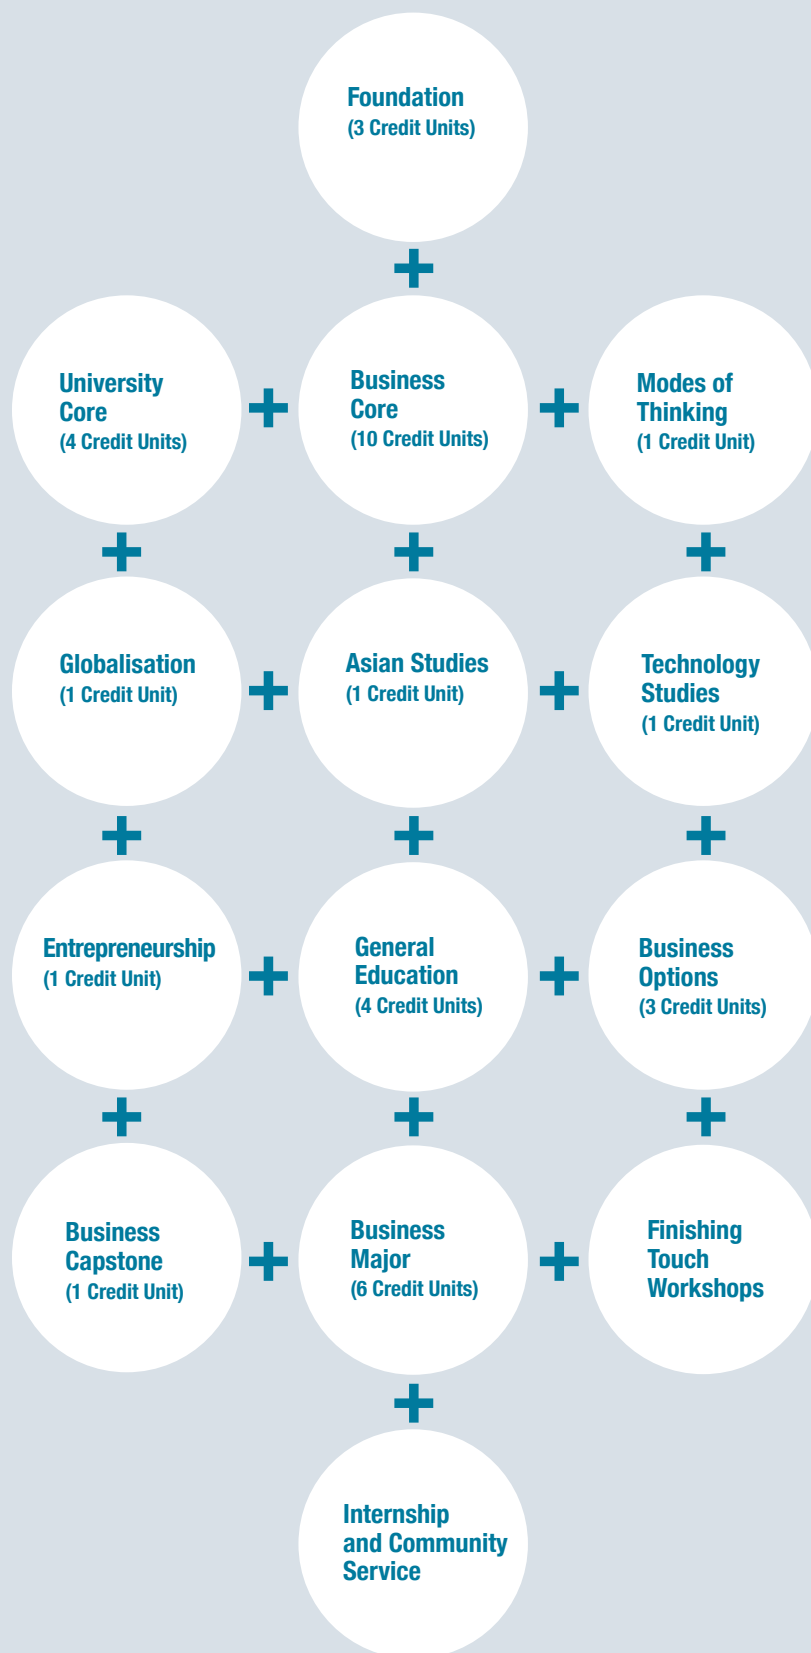 Foundation
(3 Credit Units)
+
University
Core
(4 Credit Units)
+
Business
Core
(10 Credit Units)
+
Modes of
Thinking
(1 Credit Unit)
+
+
+
Globalisation
(1 Credit Unit)
+
Asian Studies
(1 Credit Unit)
+
Technology
Studies
(1 Credit Unit)
+
+
+
Entrepreneurship
(1 Credit Unit)
+
General
Education
(4 Credit Units)
+
Business
Options
(3 Credit Units)
+
+
+
Business
Capstone
(1 Credit Unit)
+
Business
Major
(6 Credit Units)
+
Finishing
Touch
Workshops
+
Internship
and Community
Service